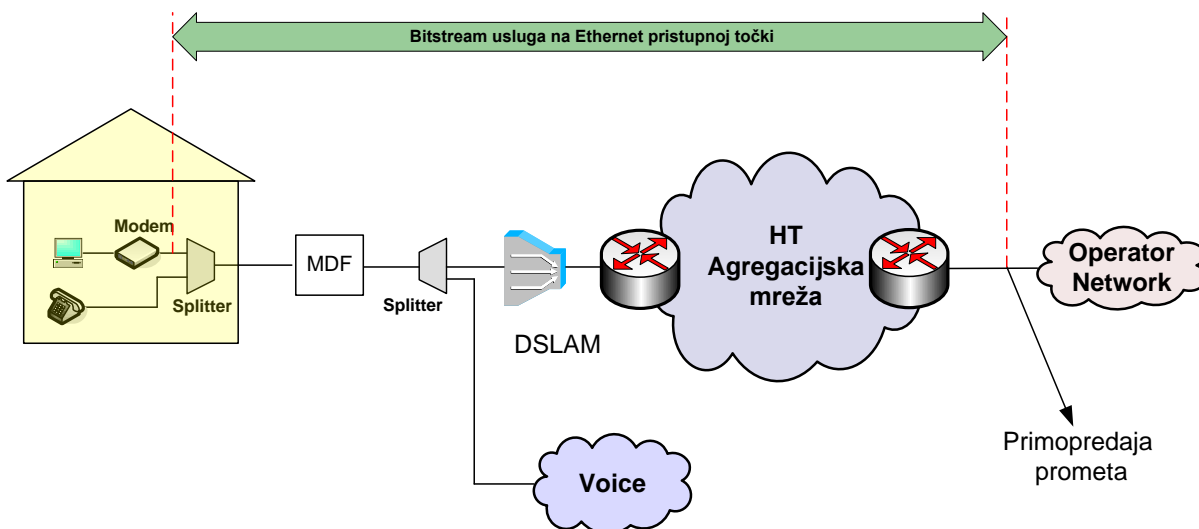 Bitstream usluga na Ethernet pristupnoj točki
Modem
Splitter
MDF
Splitter
DSLAM
HT
Agregacijska
mreža
Operator
Network
Voice
Primopredaja
prometa